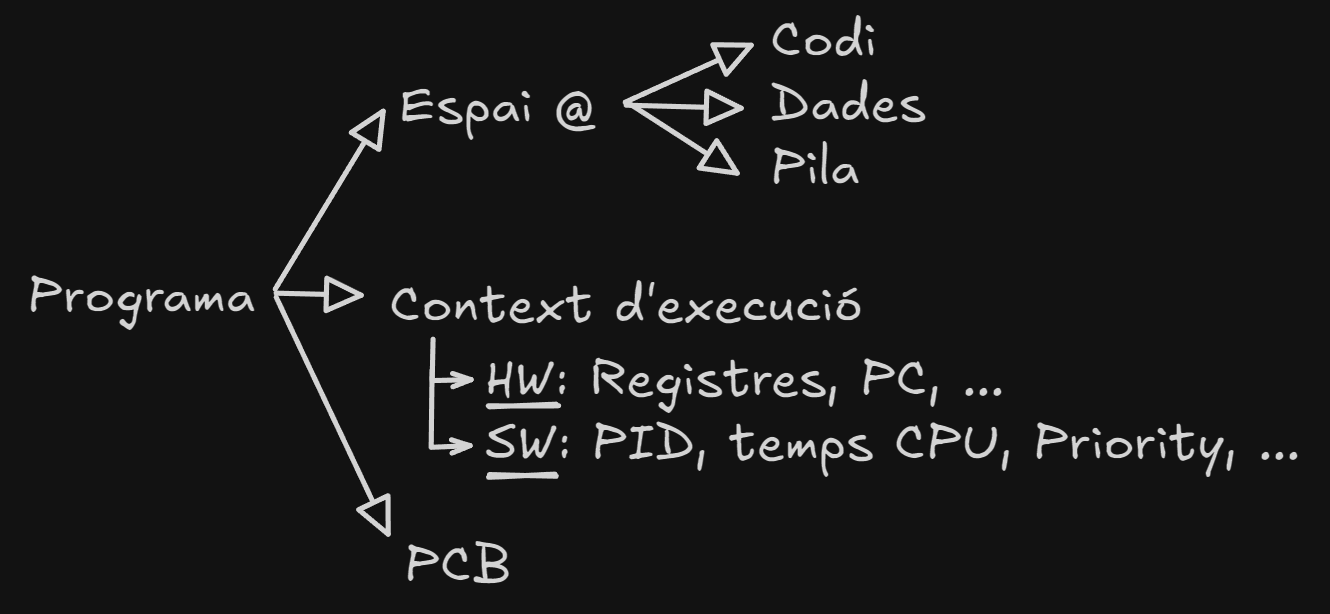 Codi
Espai @
Dades
Pila
Programa
Context d'execució
HW: Registres, PC, ...
SW: PID, temps CPU, Priority, ...
PCB